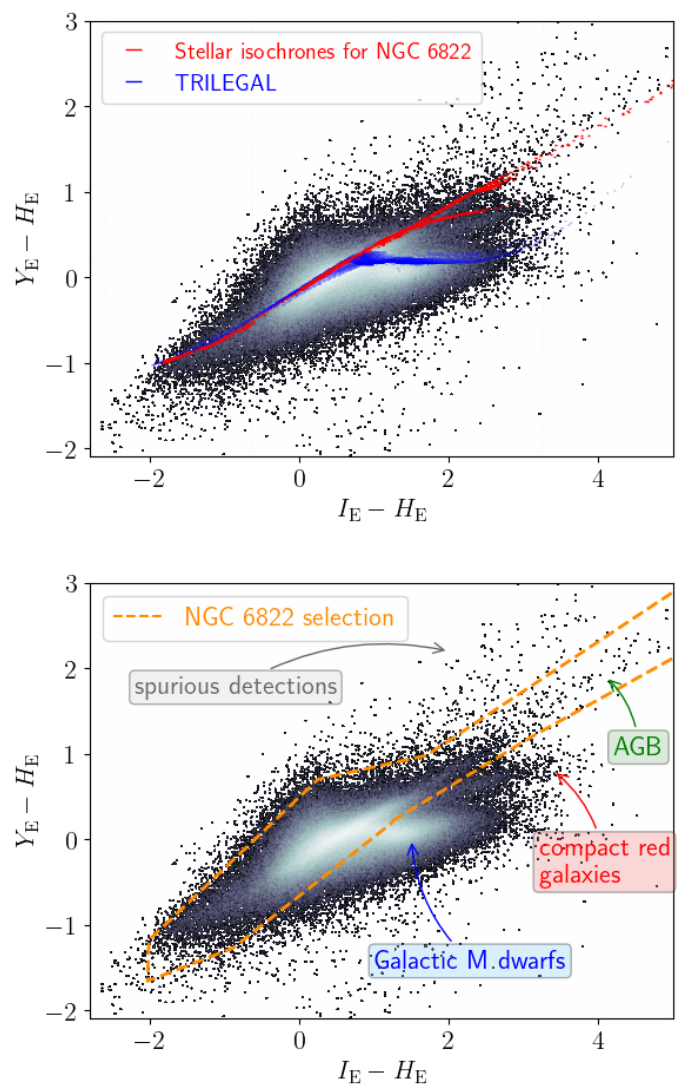 3
2
1
0
−1
−2
Y_E − H_E
Stellar isochrones for NGC 6822
TRILEGAL
−2 0 2 4
I_E − H_E
3
2
1
0
−1
−2
Y_E − H_E
NGC 6822 selection
spurious detections
AGB
compact red
galaxies
Galactic M.dwarfs
−2 0 2 4
I_E − H_E